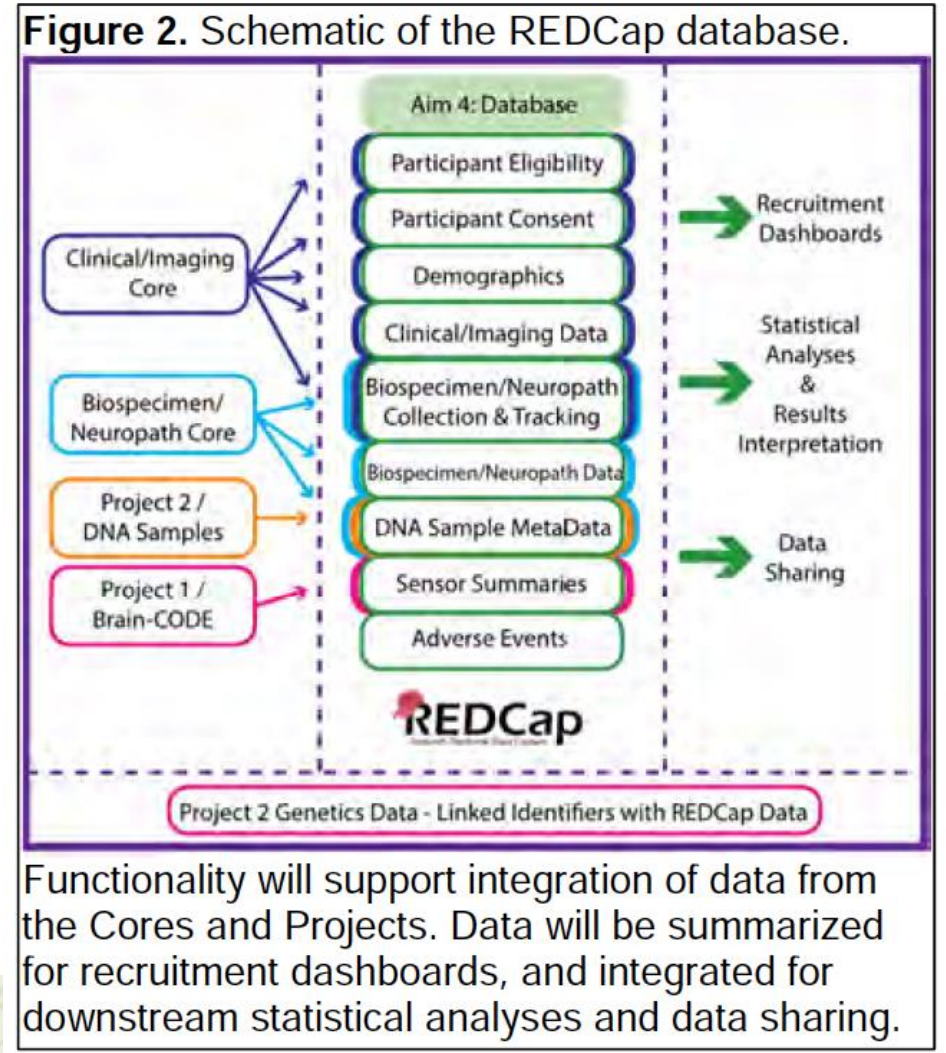 Figure 2. Schematic of the REDCap database.
Aim 4: Database
Participant Eligibility
Participant Consent
Demographics
Clinical/Imaging Data
Biospecimen/Neuropath
Collection & Tracking
Biospecimen/Neuropath Data
DNA Sample MetaData
Sensor Summaries
Adverse Events
REDCap
Clinical/Imaging
Core
Biospecimen/
Neuropath Core
Project 2 /
DNA Samples
Project 1 /
Brain-CODE
Recruitment
Dashboards
Statistical
Analyses
&
Results
Interpretation
Data
Sharing
Project 2 Genetics Data - Linked Identifiers with REDCap Data
Functionality will support integration of data from
the Cores and Projects. Data will be summarized
for recruitment dashboards, and integrated for
downstream statistical analyses and data sharing.